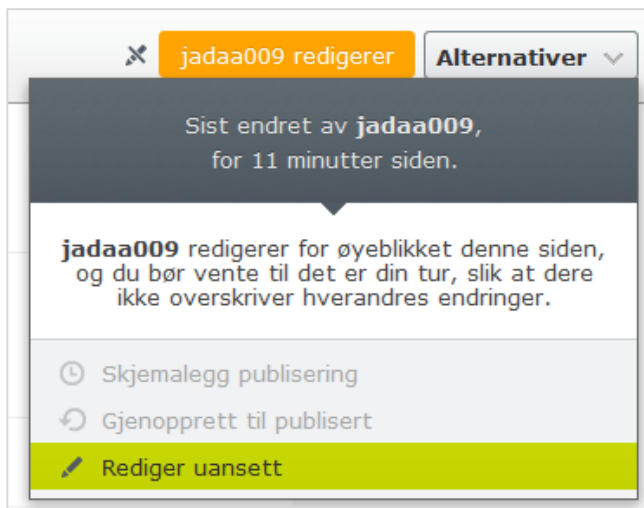 jadaa009 redigerer
Alternativer
Sist endret av jadaa009,
for 11 minutter siden.
jadaa009 redigerer for øyeblikket denne siden,
og du bør vente til det er din tur, slik at dere
ikke overskriver hverandres endringer.
Skjemalegg publisering
Gjenopprett til publisert
Rediger uansett